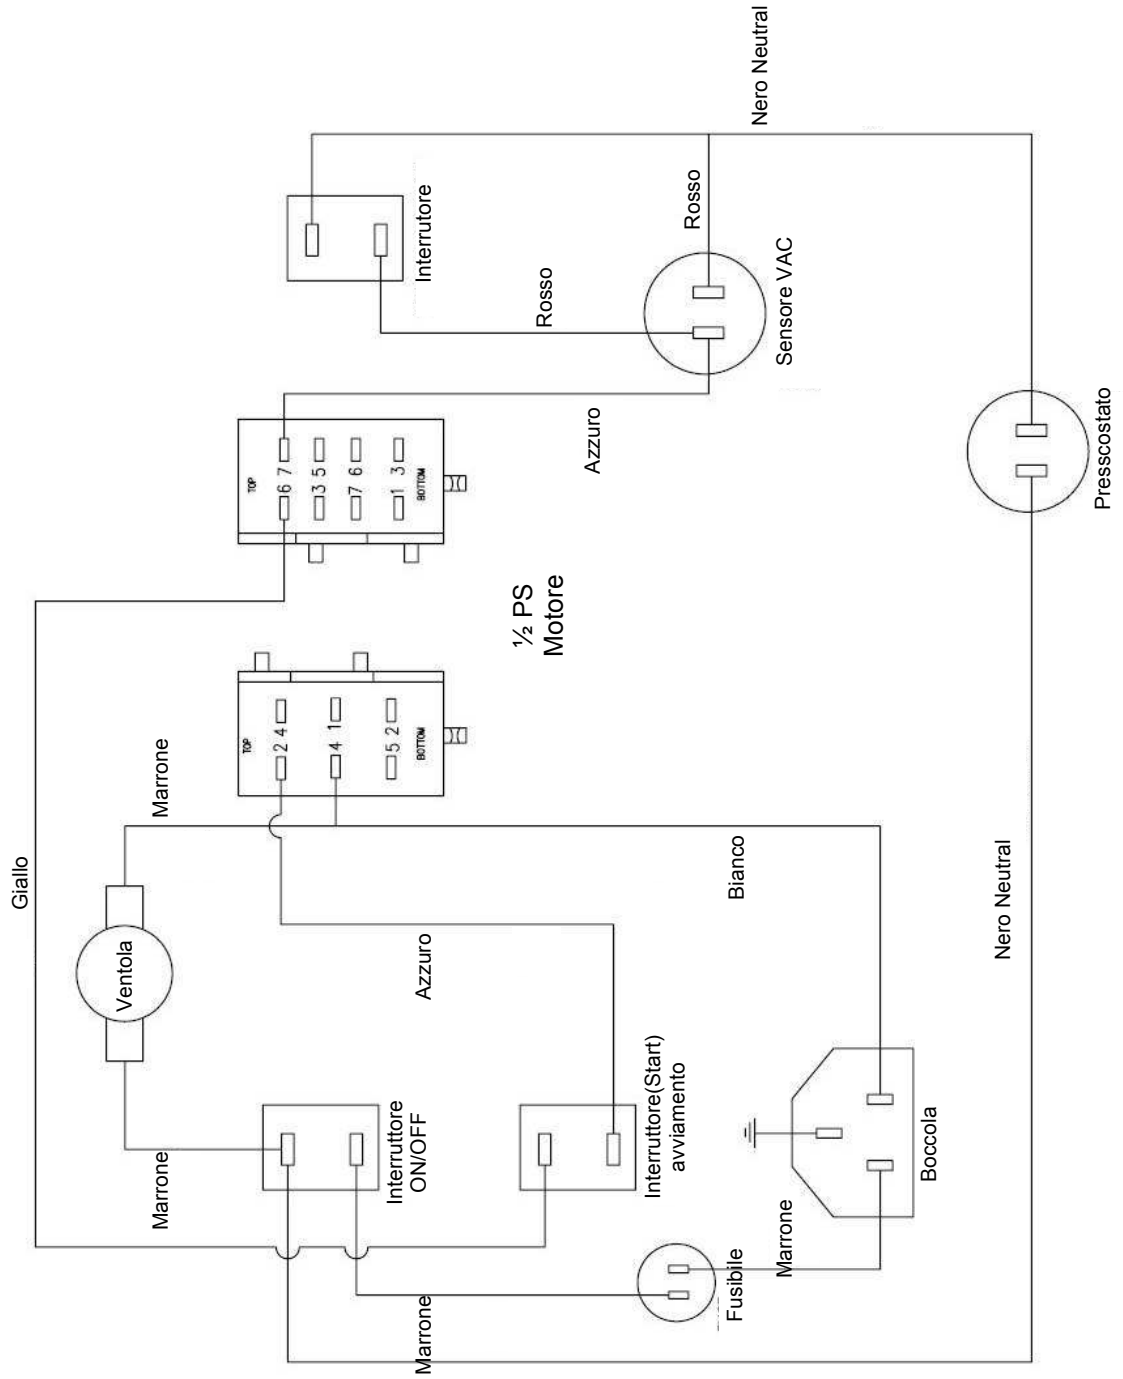 Nero Neutral
Interrutore
Rosso
Rosso
Sensore VAC
Azzuro
TOP
6 7
3 5
7 6
1 3
BOTTOM
Presscostato
½ PS
Motore
TOP
2 4
4 1
5 2
BOTTOM
Marrone
Giallo
Ventola
Bianco
Nero Neutral
Azzuro
Marrone
Interruttore
ON/OFF
Interruttore(Start)
avviamento
Boccola
Marrone
Fusibile
Marrone